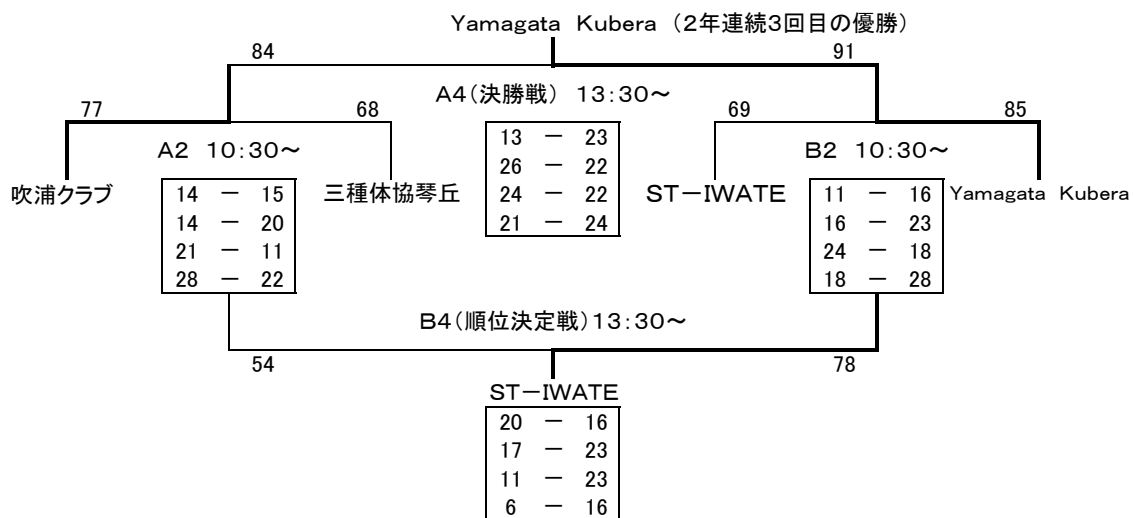 Yamagata Kubera (2年連続3回目の優勝)
84 91
A4(決勝戦) 13:30～
77 68 69 85
A2 10:30～
B2 10:30～
吹浦クラブ
三種体協琴丘
ST－IWATE
Yamagata Kubera
14 － 15
14 － 20
21 － 11
28 － 22
13 － 23
26 － 22
24 － 22
21 － 24
11 － 16
16 － 23
24 － 18
18 － 28
B4(順位決定戦)13:30～
54 78
ST－IWATE
20 － 16
17 － 23
11 － 23
6 － 16